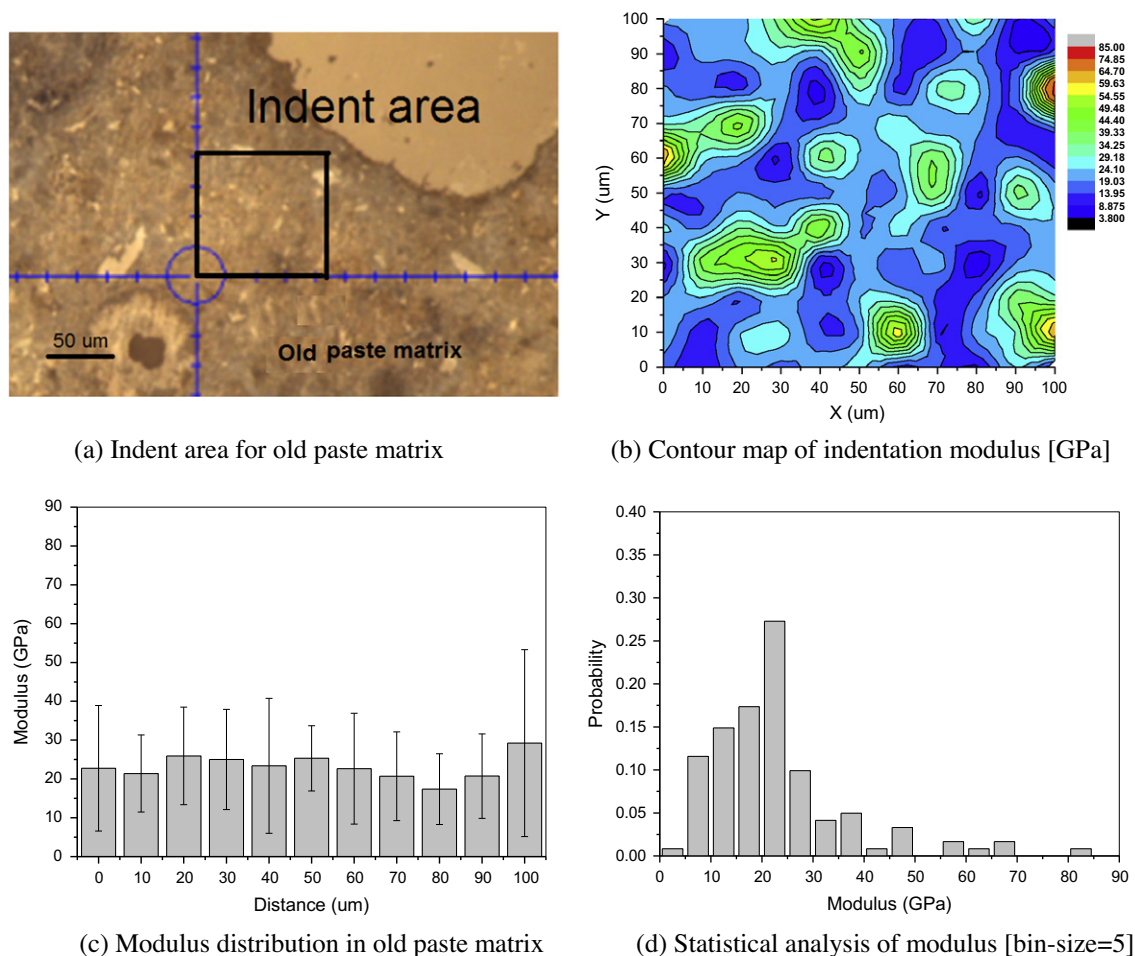 Indent area
50 um
Old paste matrix
(a) Indent area for old paste matrix
100
90
80
70
60
50
40
30
20
10
0
Y (um)
0 10 20 30 40 50 60 70 80 90 100
X (um)
85.00
74.85
64.70
59.63
54.55
49.48
44.40
39.33
34.25
29.18
24.10
19.03
13.95
8.875
3.800
(b) Contour map of indentation modulus [GPa]
90
80
70
60
50
40
30
20
10
0
Modulus (GPa)
0 10 20 30 40 50 60 70 80 90 100
Distance (um)
(c) Modulus distribution in old paste matrix
0.40
0.35
0.30
0.25
0.20
0.15
0.10
0.05
0.00
Probability
0 10 20 30 40 50 60 70 80 90
Modulus (GPa)
(d) Statistical analysis of modulus [bin-size=5]